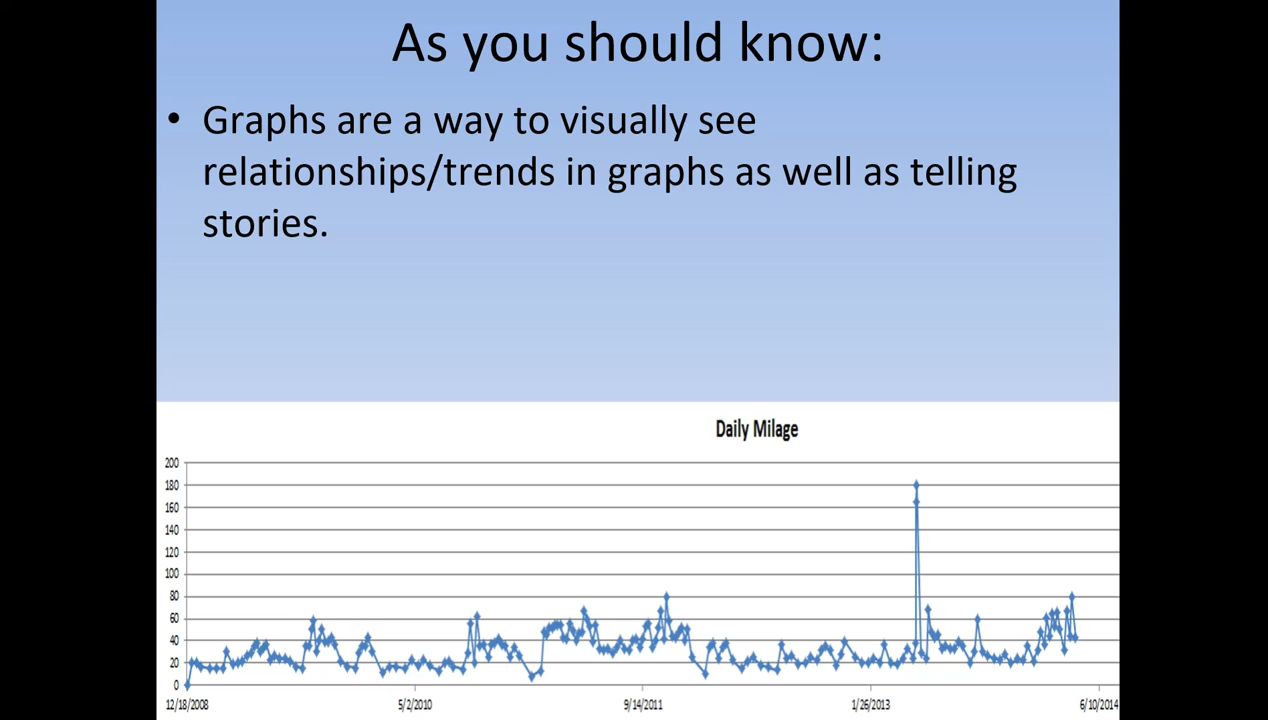 As you should know:
• Graphs are a way to visually see
relationships/trends in graphs as well as telling
stories.
Daily Milage
200
180
160
140
120
100
80
60
40
20
0
12/18/2008 5/2/2010 9/14/2011 1/26/2013 6/10/2014